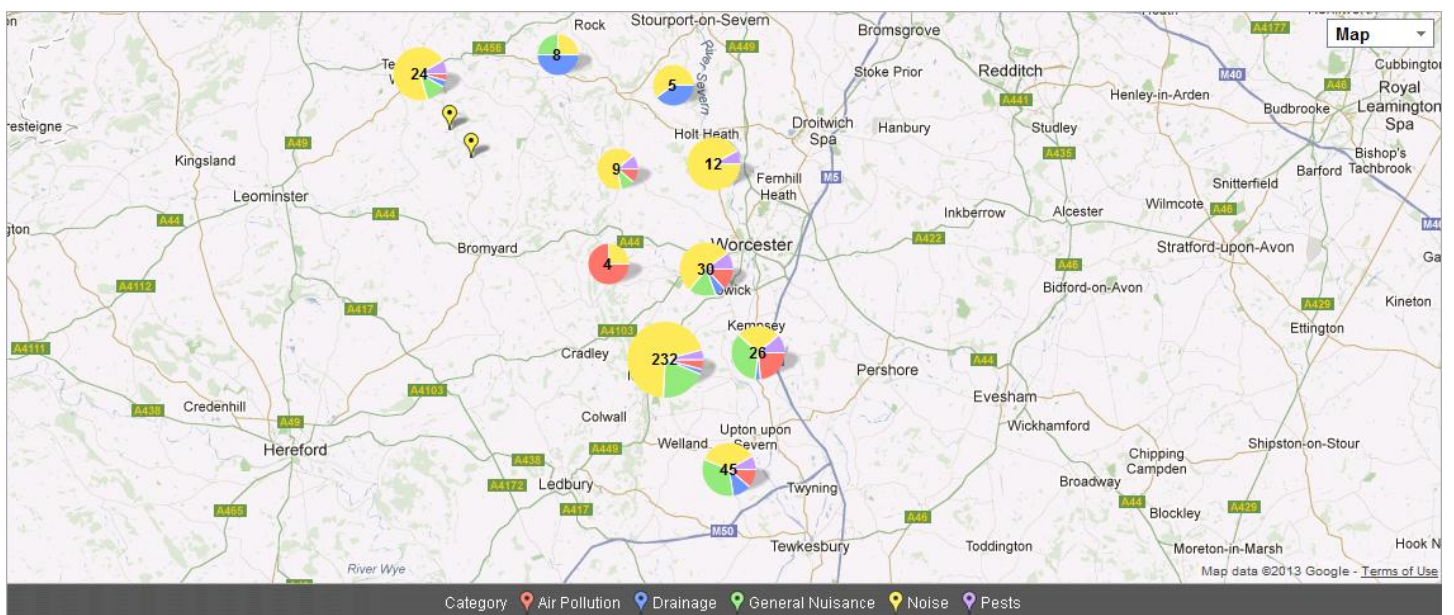 Rock
Stourport-on-Severn
Bromsgrove
A4177
Map
A456
A449
River Severn
24
8
5
Stoke Prior
Redditch
M40
Cubbington
A46
Royal
Leamington
Spa
Henley-in-Arden
Budbrooke
A441
Droitwich
Spa
Hanbury
Studley
Holt Heath
A49
Kingsland
A435
Bishop's
Tachbrook
Barford
9
12
Fernhill
Heath
M5
Snitterfield
Leominster
A44
A44
Inkberrow
Alcester
Wilmcote
A46
Bromyard
A44
Worcester
A422
Stratford-upon-Avon
4
30
A46
A4112
A417
Bidford-on-Avon
A429
Kineton
Ettington
A4103
Kempsey
A4111
Cradley
232
26
A44
Pershore
A4103
Evesham
A438
Credenhill
A49
Colwall
Wickhamford
Hereford
A449
Welland
Upton upon
Severn
Shipston-on-Stour
A438
45
Chipping
Campden
A4172
Ledbury
Twyning
Broadway
A465
A417
A44
A429
M50
A46
Blockley
Tewkesbury
Toddington
Moreton-in-Marsh
River Wye
Map data ©2013 Google - Terms of Use
Category Air Pollution Drainage General Nuisance Noise Pests